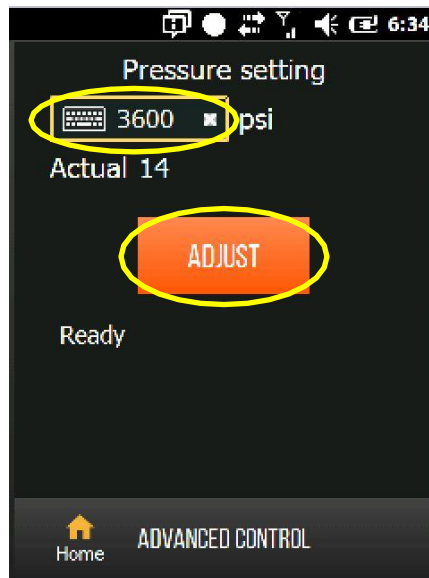 6:34
Pressure setting
3600 psi
Actual 14
ADJUST
Ready
Home ADVANCED CONTROL